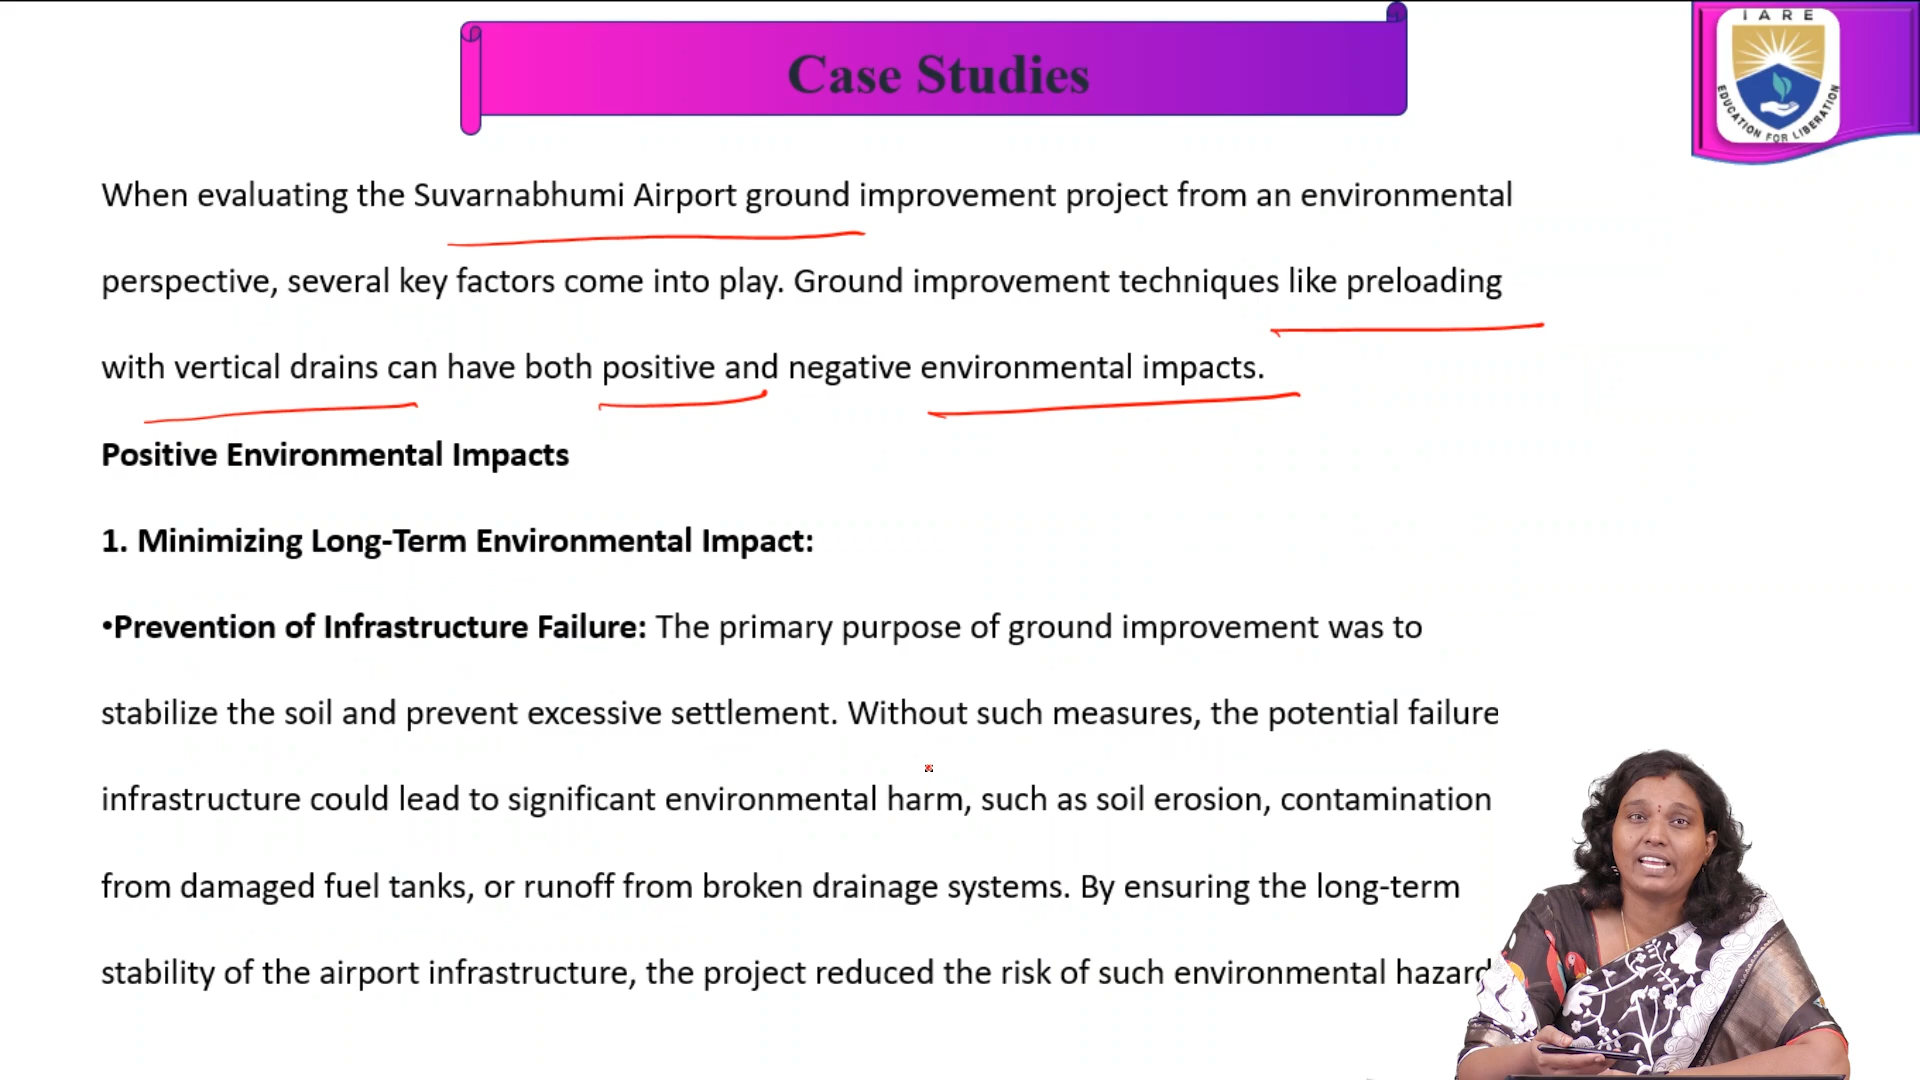 Case Studies
IARE
EDUCATION FOR LIBERATION
When evaluating the Suvarnabhumi Airport ground improvement project from an environmental
perspective, several key factors come into play. Ground improvement techniques like preloading
with vertical drains can have both positive and negative environmental impacts.
Positive Environmental Impacts
1. Minimizing Long-Term Environmental Impact:
•Prevention of Infrastructure Failure: The primary purpose of ground improvement was to
stabilize the soil and prevent excessive settlement. Without such measures, the potential failure
infrastructure could lead to significant environmental harm, such as soil erosion, contamination
from damaged fuel tanks, or runoff from broken drainage systems. By ensuring the long-term
stability of the airport infrastructure, the project reduced the risk of such environmental hazard